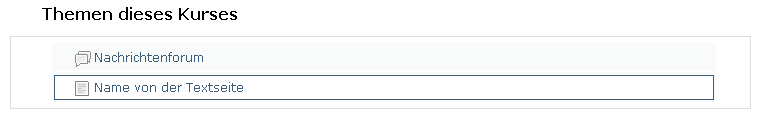 Themen dieses Kurses
Nachrichtenforum
Name von der Textseite